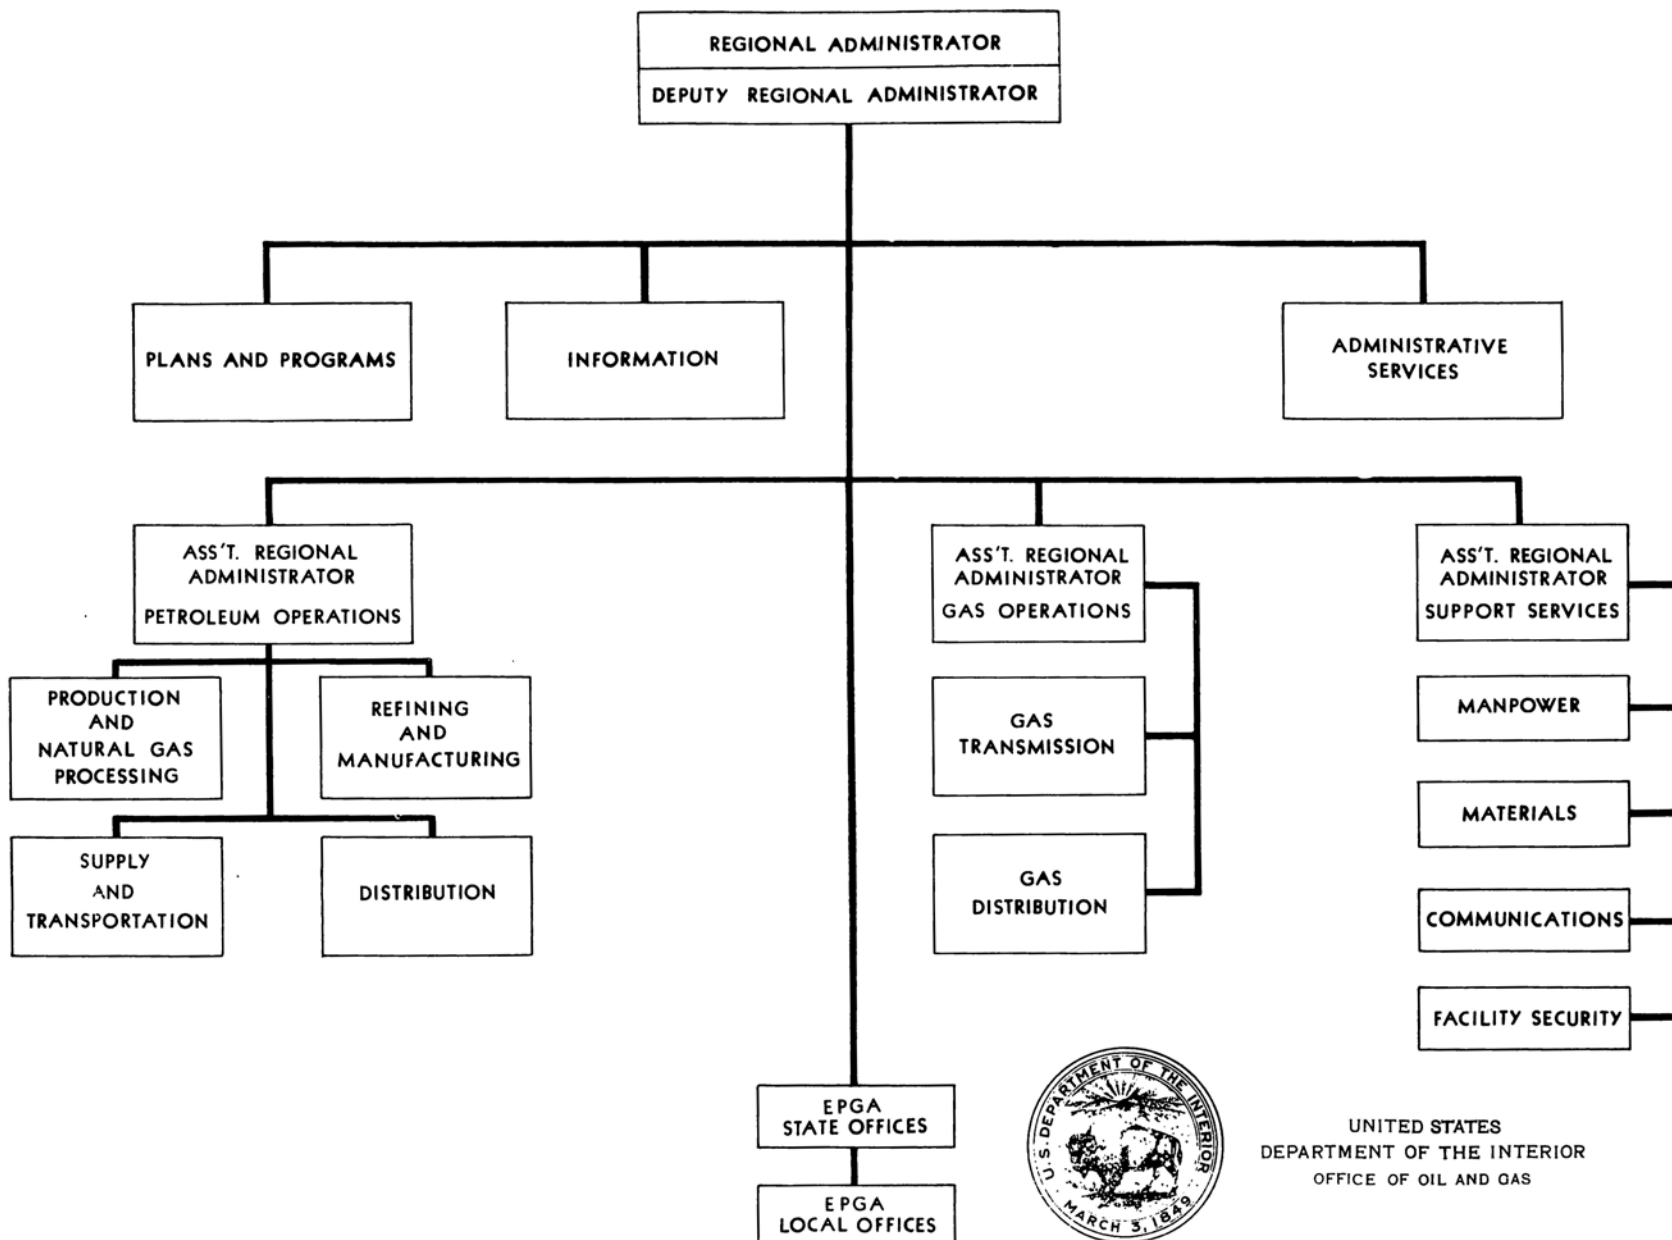 REGIONAL ADMINISTRATOR
DEPUTY REGIONAL ADMINISTRATOR
PLANS AND PROGRAMS
INFORMATION
ADMINISTRATIVE
SERVICES
ASS'T. REGIONAL
ADMINISTRATOR
PETROLEUM OPERATIONS
ASS'T. REGIONAL
ADMINISTRATOR
GAS OPERATIONS
ASS'T. REGIONAL
ADMINISTRATOR
SUPPORT SERVICES
PRODUCTION
AND
NATURAL GAS
PROCESSING
REFINING
AND
MANUFACTURING
GAS
TRANSMISSION
MANPOWER
MATERIALS
SUPPLY
AND
TRANSPORTATION
DISTRIBUTION
GAS
DISTRIBUTION
COMMUNICATIONS
FACILITY SECURITY
EPGA
STATE OFFICES
EPGA
LOCAL OFFICES
U.S. DEPARTMENT OF THE INTERIOR
MARCH 3, 1849
UNITED STATES
DEPARTMENT OF THE INTERIOR
OFFICE OF OIL AND GAS